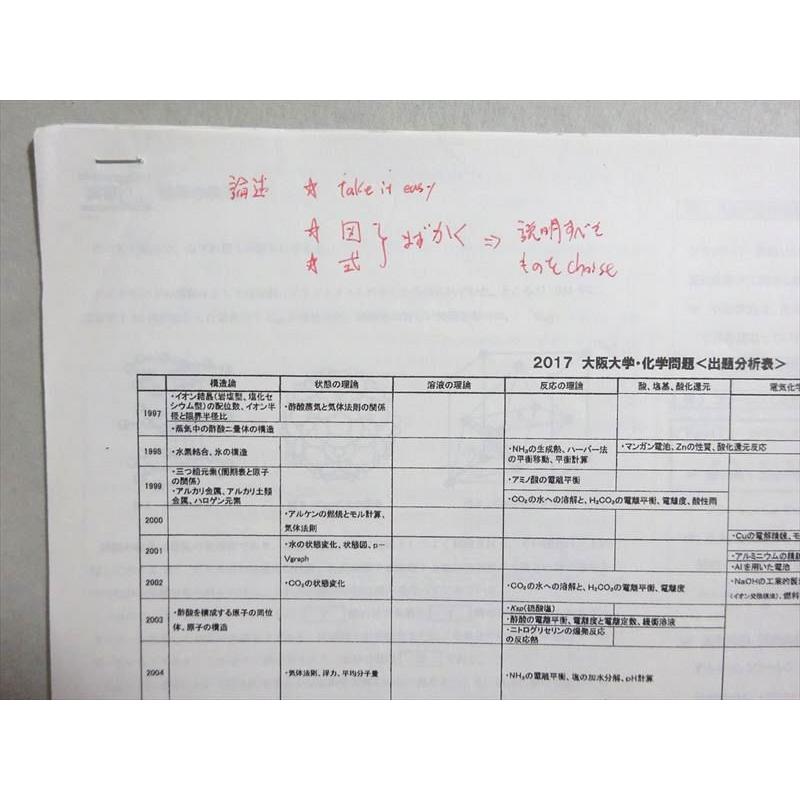 論述 ☆ take it easy
☆ 図 } まずかく ⇒ 説明すべき
☆ 式 ものを choise
2017 大阪大学・化学問題<出題分析表>
構造論 状態の理論 溶液の理論 反応の理論 酸、塩基、酸化還元 電気化学
1997
・イオン結晶(岩塩型、塩化セ
シウム型)の配位数、イオン半
径と限界半径比
・酢酸蒸気と気体法則の関係
・蒸気中の酢酸二量体の構造
1998
・水素結合、氷の構造
・NH₃の生成熱、ハーバー法
の平衡移動、平衡計算
・マンガン電池、Znの性質、酸化還元反応
1999
・三つ組元素(周期表と原子
の関係)
・アルカリ金属、アルカリ土類
金属、ハロゲン元素
・アミノ酸の電離平衡
・CO₂の水への溶解と、H₂CO₃の電離平衡、電離度、酸性雨
2000
・アルケンの燃焼とモル計算、
気体法則
2001
・水の状態変化、状態図、p-
Vgraph
・Cuの電解精錬、モ
・アルミニウムの精錬
・Alを用いた電池
2002
・CO₂の状態変化
・CO₂の水への溶解と、H₂CO₃の電離平衡、電離度
・NaOHの工業的製
(イオン交換膜法)、燃料
2003
・酢酸を構成する原子の同位
体、原子の構造
・Ksp(硫酸塩)
・酢酸の電離平衡、電離度と電離定数、緩衝溶液
・ニトログリセリンの爆発反応
の反応熱
2004
・気体法則、浮力、平均分子量
・NH₃の電離平衡、塩の加水分解、pH計算